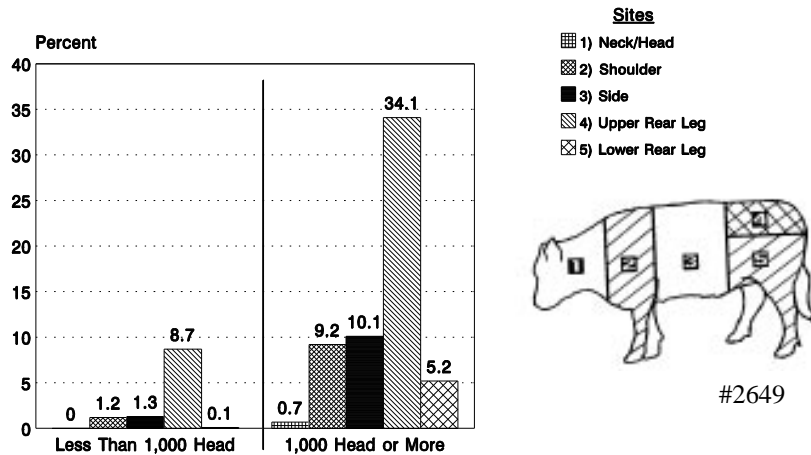 Sites
1) Neck/Head
2) Shoulder
3) Side
4) Upper Rear Leg
5) Lower Rear Leg
Percent
40
35
30
25
20
15
10
5
0
0
1.2
1.3
8.7
0.1
0.7
9.2
10.1
34.1
5.2
Less Than 1,000 Head
1,000 Head or More
1
2
3
4
5
#2649